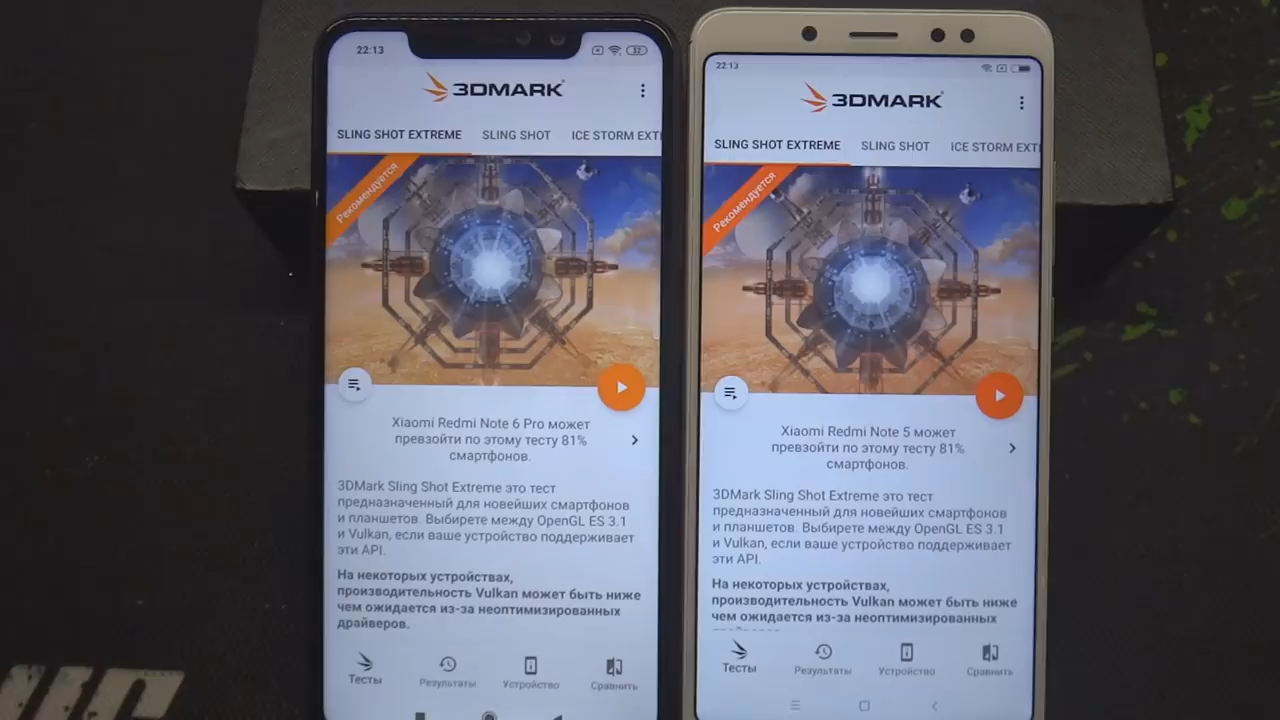 22:13
32
3DMARK
SLING SHOT EXTREME SLING SHOT ICE STORM EXTI
Рекомендуется
Xiaomi Redmi Note 6 Pro может
превзойти по этому тесту 81%
смартфонов.
3DMark Sling Shot Extreme это тест
предназначенный для новейших смартфонов
и планшетов. Выбирете между OpenGL ES 3.1
и Vulkan, если ваше устройство поддерживает
эти API.
На некоторых устройствах,
производительность Vulkan может быть ниже
чем ожидается из-за неоптимизированных
драйверов.
Тесты Результаты Устройство Сравнить
22:13
3DMARK
SLING SHOT EXTREME SLING SHOT ICE STORM EXTI
Рекомендуется
Xiaomi Redmi Note 5 может
превзойти по этому тесту 81%
смартфонов.
3DMark Sling Shot Extreme это тест
предназначенный для новейших смартфонов
и планшетов. Выбирете между OpenGL ES 3.1
и Vulkan, если ваше устройство поддерживает
эти API.
На некоторых устройствах,
производительность Vulkan может быть ниже
чем ожидается из-за неоптимизированных
Тесты Результаты Устройство Сравнить